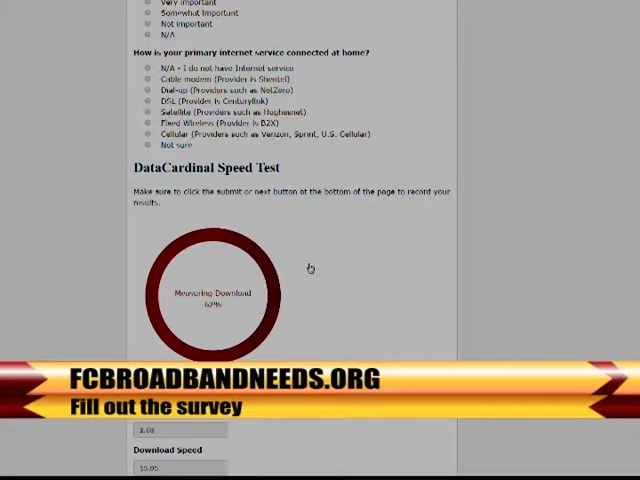 Very important
Somewhat Important
Not important
N/A
How is your primary internet service connected at home?
N/A - I do not have Internet service
Cable modem (Provider is Shentel)
Dial-up (Providers such as NetZero)
DSL (Provider is Centurylink)
Satellite (Providers such as Hughesnet)
Fixed Wireless (Provider is B2X)
Cellular (Providers such as Verizon, Sprint, U.S. Cellular)
Not sure
DataCardinal Speed Test
Make sure to click the submit or next button at the bottom of the page to record your
results.
Measuring Download
FCBROADBANDNEEDS.ORG
Fill out the survey
2.60
Download Speed
15.05